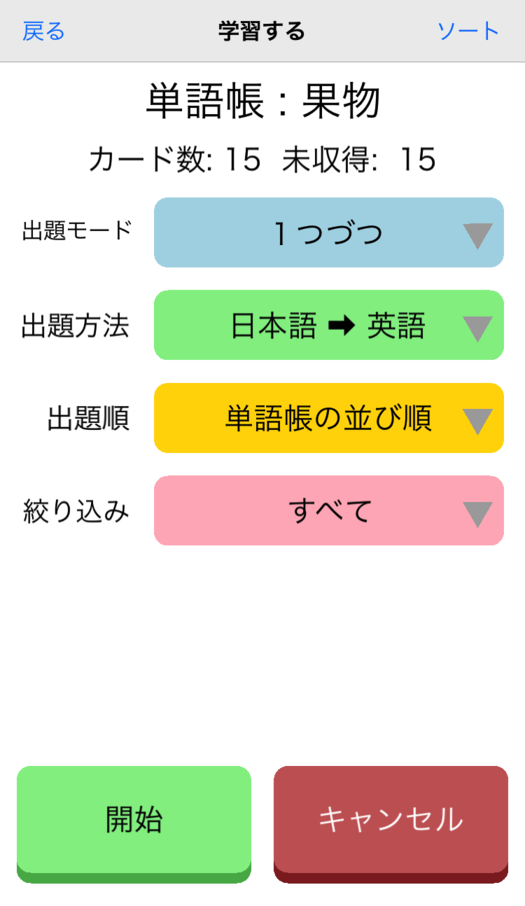 戻る 学習する ソート
単語帳 : 果物
カード数: 15 未収得: 15
出題モード 1 つづつ ▼
出題方法 日本語 ➡ 英語 ▼
出題順 単語帳の並び順 ▼
絞り込み すべて ▼
開始 キャンセル